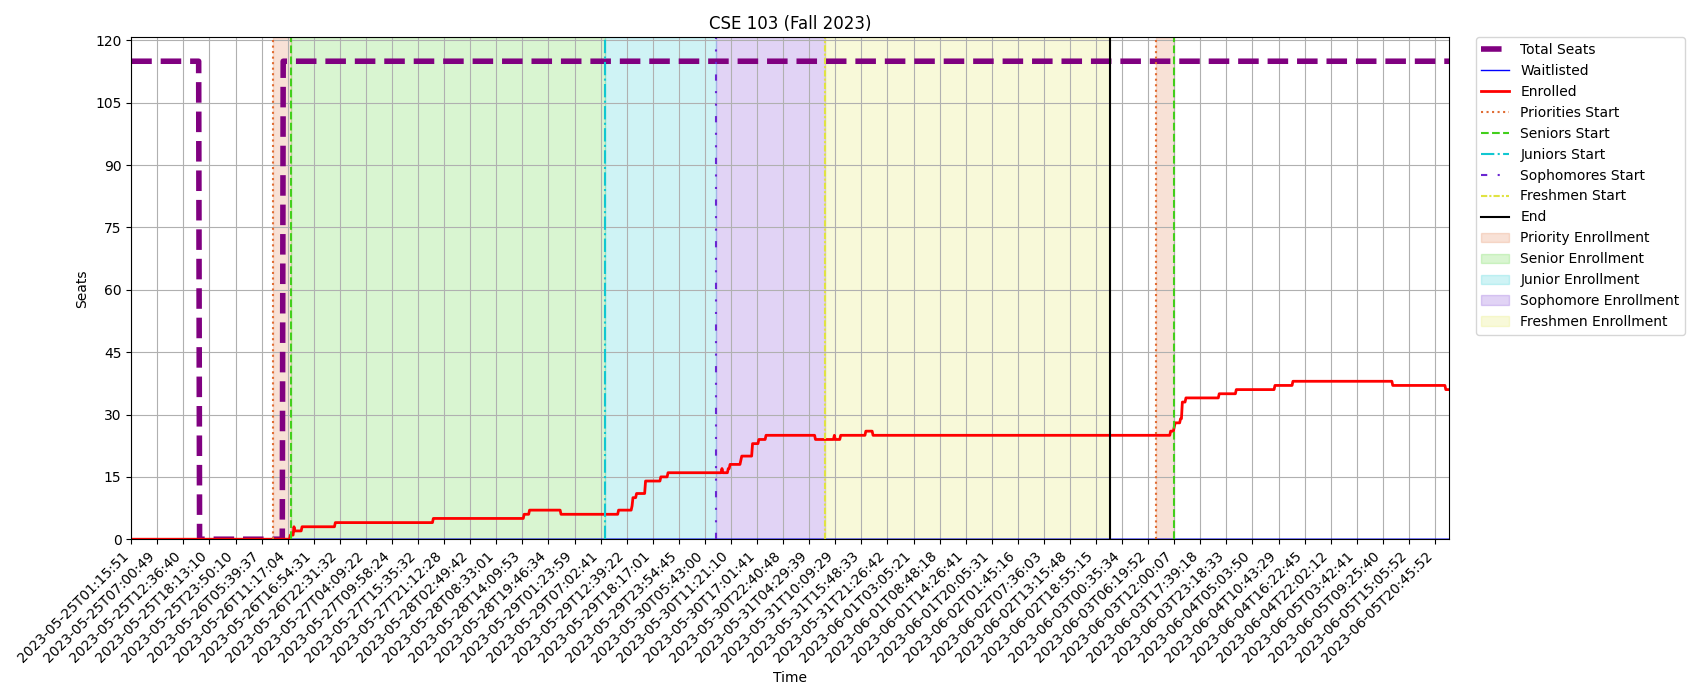 CSE 103 (Fall 2023)
120
105
90
75
60
45
30
15
0
Seats
2023-05-25T01:15:51
2023-05-25T07:00:49
2023-05-25T12:36:40
2023-05-25T18:13:10
2023-05-25T23:50:10
2023-05-26T05:39:37
2023-05-26T11:17:04
2023-05-26T16:54:31
2023-05-26T22:31:32
2023-05-27T04:09:22
2023-05-27T09:58:24
2023-05-27T15:35:32
2023-05-27T21:12:28
2023-05-28T02:49:42
2023-05-28T08:33:01
2023-05-28T14:09:53
2023-05-28T19:46:34
2023-05-29T01:23:59
2023-05-29T07:02:41
2023-05-29T12:39:22
2023-05-29T18:17:01
2023-05-29T23:54:45
2023-05-30T05:43:00
2023-05-30T11:21:10
2023-05-30T17:01:41
2023-05-30T22:40:48
2023-05-31T04:29:39
2023-05-31T10:09:29
2023-05-31T15:48:33
2023-05-31T21:26:42
2023-06-01T03:05:21
2023-06-01T08:48:18
2023-06-01T14:26:41
2023-06-01T20:05:31
2023-06-02T01:45:16
2023-06-02T07:36:03
2023-06-02T13:15:48
2023-06-02T18:55:15
2023-06-03T00:35:34
2023-06-03T06:19:52
2023-06-03T12:00:07
2023-06-03T17:39:18
2023-06-03T23:18:33
2023-06-04T05:03:50
2023-06-04T10:43:29
2023-06-04T16:22:45
2023-06-04T22:02:12
2023-06-05T03:42:41
2023-06-05T09:25:40
2023-06-05T15:05:52
2023-06-05T20:45:52
Time
Total Seats
Waitlisted
Enrolled
Priorities Start
Seniors Start
Juniors Start
Sophomores Start
Freshmen Start
End
Priority Enrollment
Senior Enrollment
Junior Enrollment
Sophomore Enrollment
Freshmen Enrollment